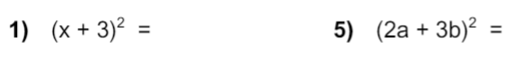 1) (x + 3)² = 5) (2a + 3b)² =